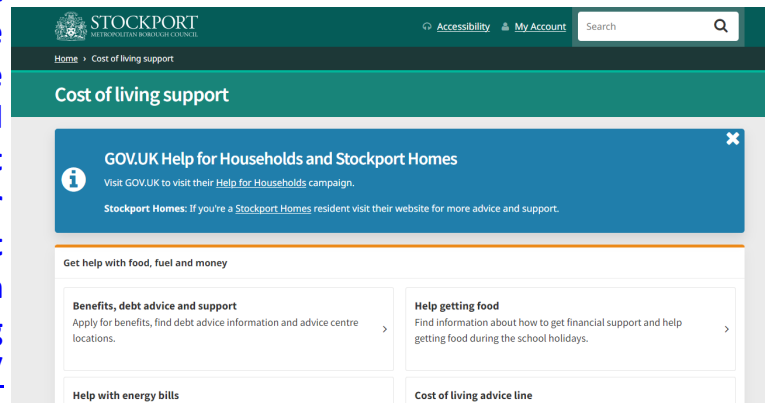 STOCKPORT
METROPOLITAN BOROUGH COUNCIL
Accessibility My Account Search
Home › Cost of living support
Cost of living support
GOV.UK Help for Households and Stockport Homes
Visit GOV.UK to visit their Help for Households campaign.
Stockport Homes: If you're a Stockport Homes resident visit their website for more advice and support.
Get help with food, fuel and money
Benefits, debt advice and support
Apply for benefits, find debt advice information and advice centre
locations.
Help getting food
Find information about how to get financial support and help
getting food during the school holidays.
Help with energy bills
Cost of living advice line